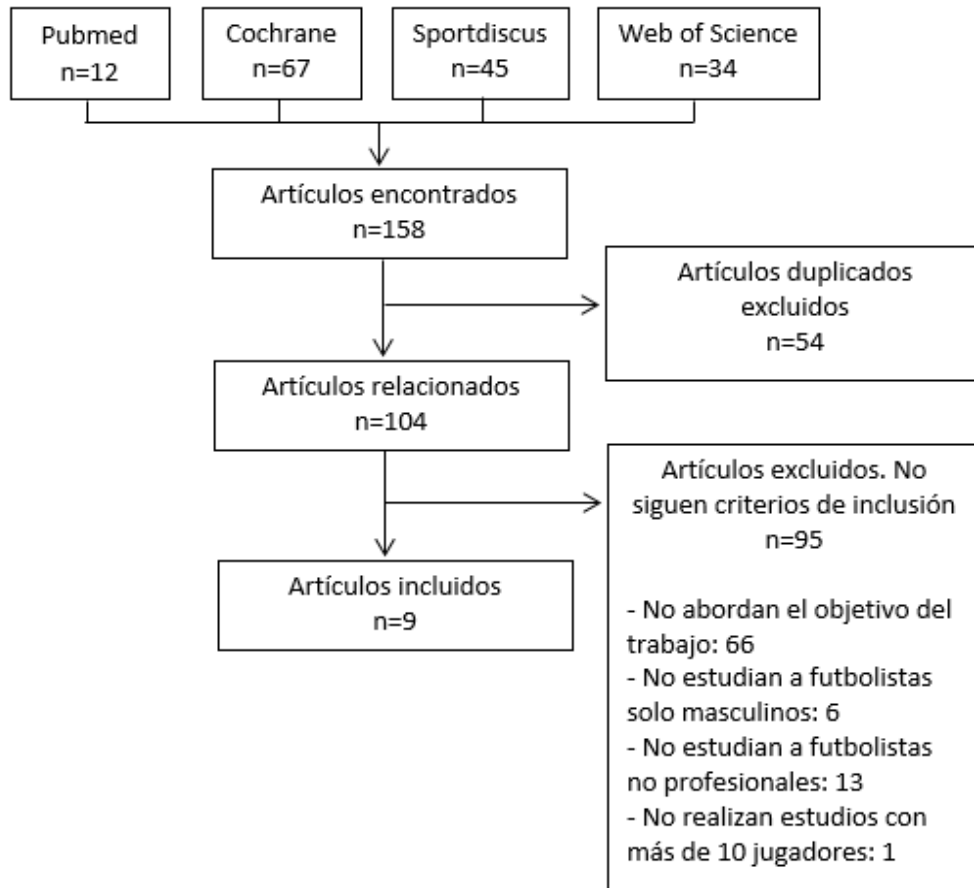 Pubmed
n=12
Cochrane
n=67
Sportdiscus
n=45
Web of Science
n=34
Artículos encontrados
n=158
Artículos duplicados
excluidos
n=54
Artículos relacionados
n=104
Artículos excluidos. No
siguen criterios de inclusión
n=95
- No abordan el objetivo del
trabajo: 66
- No estudian a futbolistas
solo masculinos: 6
- No estudian a futbolistas
no profesionales: 13
- No realizan estudios con
más de 10 jugadores: 1
Artículos incluidos
n=9